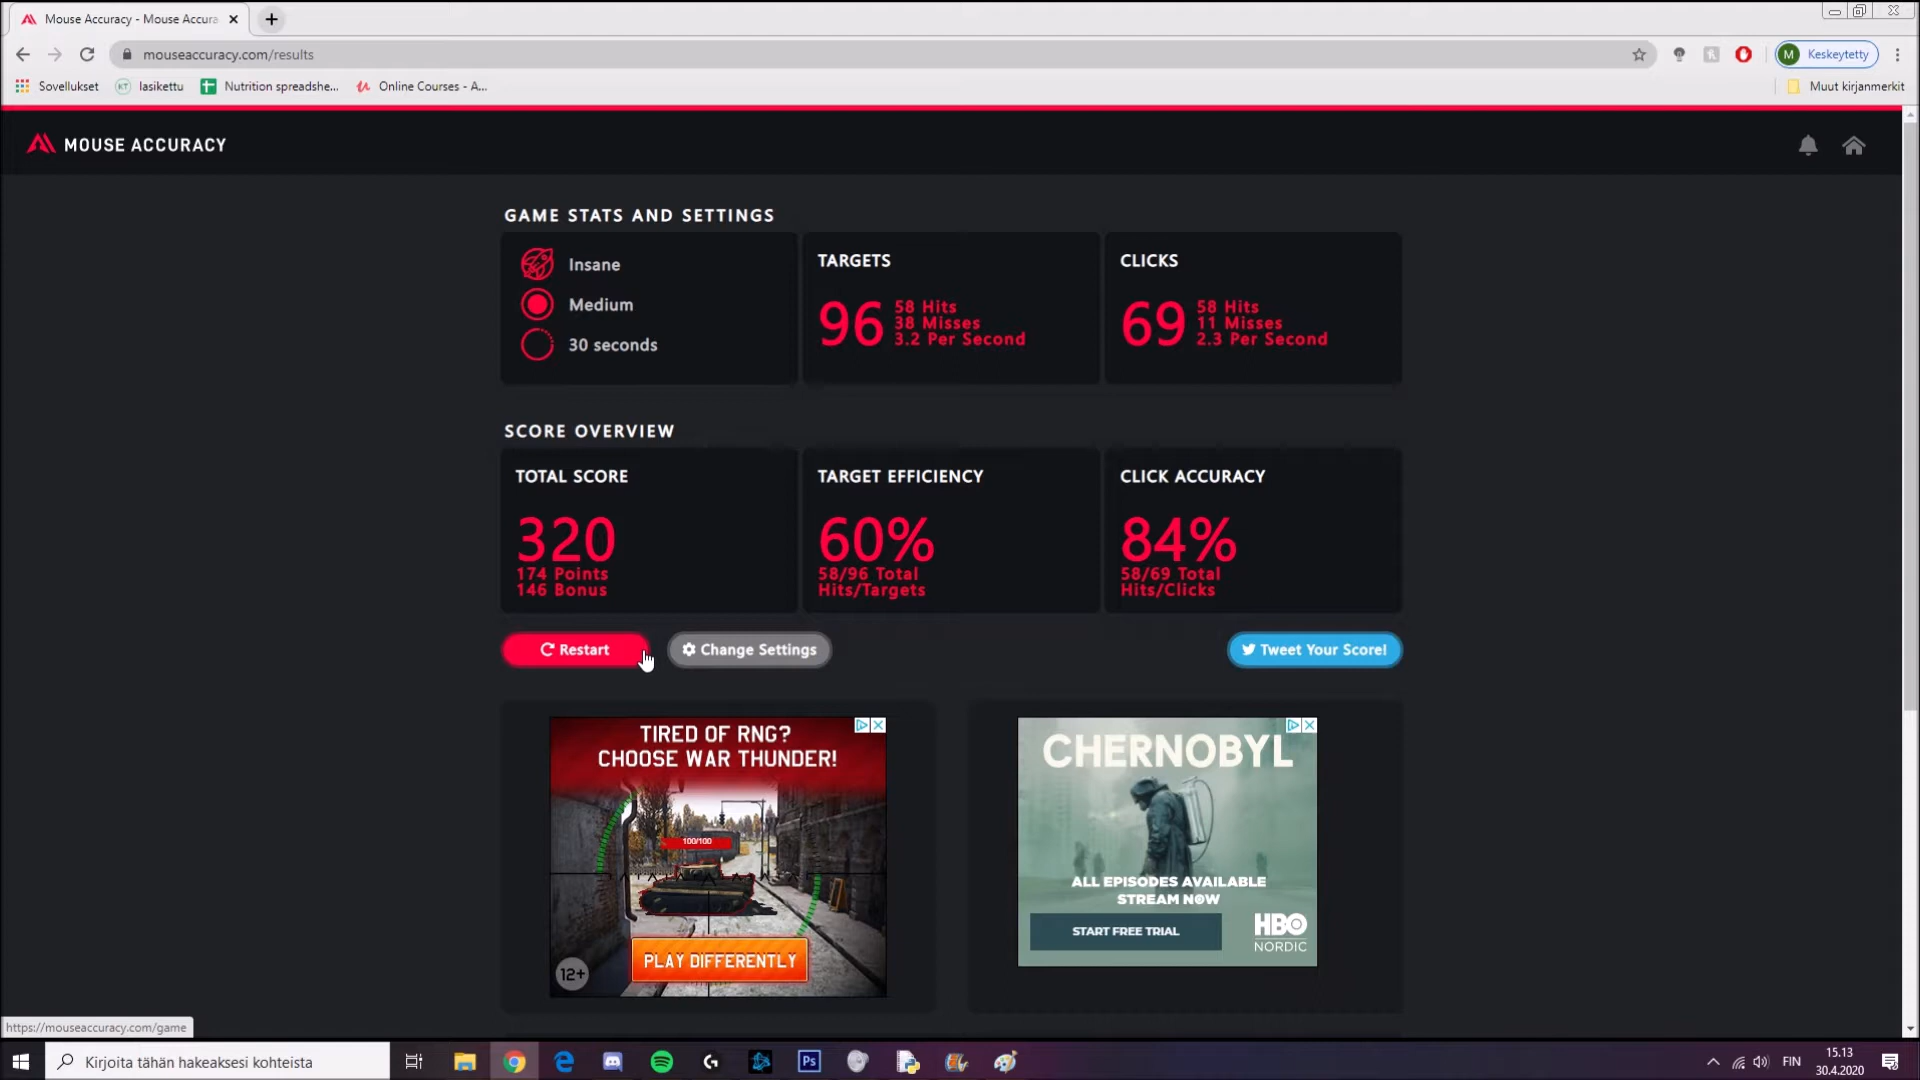 Mouse Accuracy - Mouse Accura
mouseaccuracy.com/results
M Keskeytetty
Sovellukset
KT lasikettu
Nutrition spreadshe...
Online Courses - A...
Muut kirjanmerkit
MOUSE ACCURACY
GAME STATS AND SETTINGS
Insane
Medium
30 seconds
TARGETS
96
58 Hits
38 Misses
3.2 Per Second
CLICKS
69
58 Hits
11 Misses
2.3 Per Second
SCORE OVERVIEW
TOTAL SCORE
320
174 Points
146 Bonus
TARGET EFFICIENCY
60%
58/96 Total
Hits/Targets
CLICK ACCURACY
84%
58/69 Total
Hits/Clicks
Restart
Change Settings
Tweet Your Score!
TIRED OF RNG?
CHOOSE WAR THUNDER!
100/100
PLAY DIFFERENTLY
12+
CHERNOBYL
ALL EPISODES AVAILABLE
STREAM NOW
START FREE TRIAL
HBO
NORDIC
https://mouseaccuracy.com/game
Kirjoita tähän hakeaksesi kohteista
Ps
FIN
15.13
30.4.2020